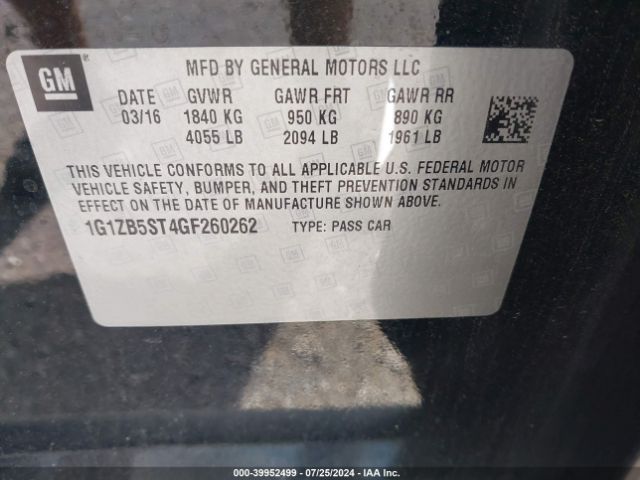 GM ®
MFD BY GENERAL MOTORS LLC
DATE GVWR GAWR FRT GAWR RR
03/16 1840 KG 950 KG 890 KG
4055 LB 2094 LB 1961 LB
THIS VEHICLE CONFORMS TO ALL APPLICABLE U.S. FEDERAL MOTOR
VEHICLE SAFETY, BUMPER, AND THEFT PREVENTION STANDARDS IN
EFFECT ON THE DATE OF MANUFACTURE SHOWN ABOVE.
1G1ZB5ST4GF260262 TYPE: PASS CAR
000-39952499 - 07/25/2024 - IAA Inc.